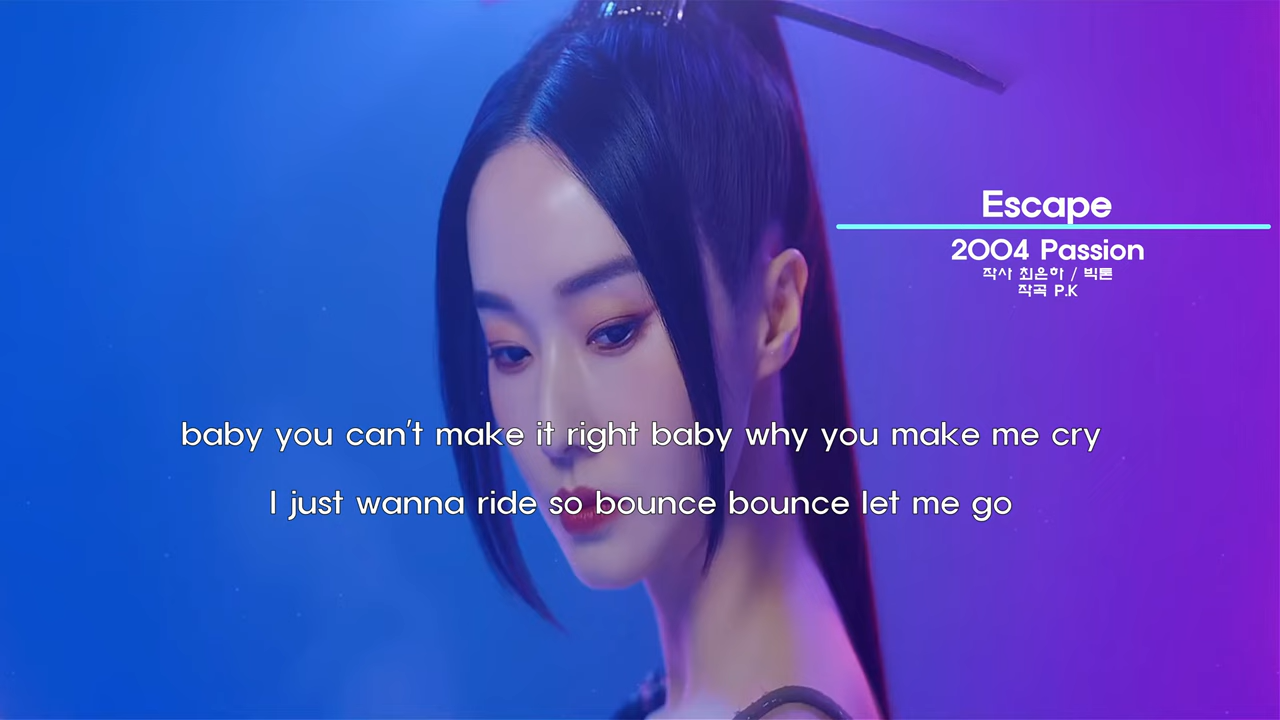 Escape
2004 Passion
작사 최은하 / 빅톤
작곡 P.K
baby you can't make it right baby why you make me cry
I just wanna ride so bounce bounce let me go